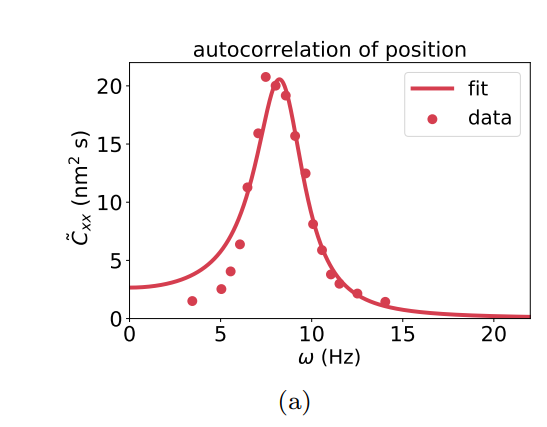 autocorrelation of position
fit
data
20
15
10
5
0
C̃ₓₓ (nm² s)
0 5 10 15 20
ω (Hz)
(a)